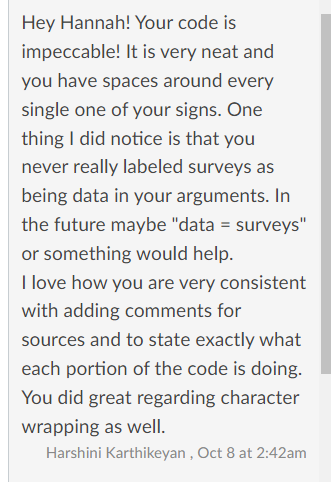 Hey Hannah! Your code is
impeccable! It is very neat and
you have spaces around every
single one of your signs. One
thing I did notice is that you
never really labeled surveys as
being data in your arguments. In
the future maybe "data = surveys"
or something would help.
I love how you are very consistent
with adding comments for
sources and to state exactly what
each portion of the code is doing.
You did great regarding character
wrapping as well.
Harshini Karthikeyan , Oct 8 at 2:42am